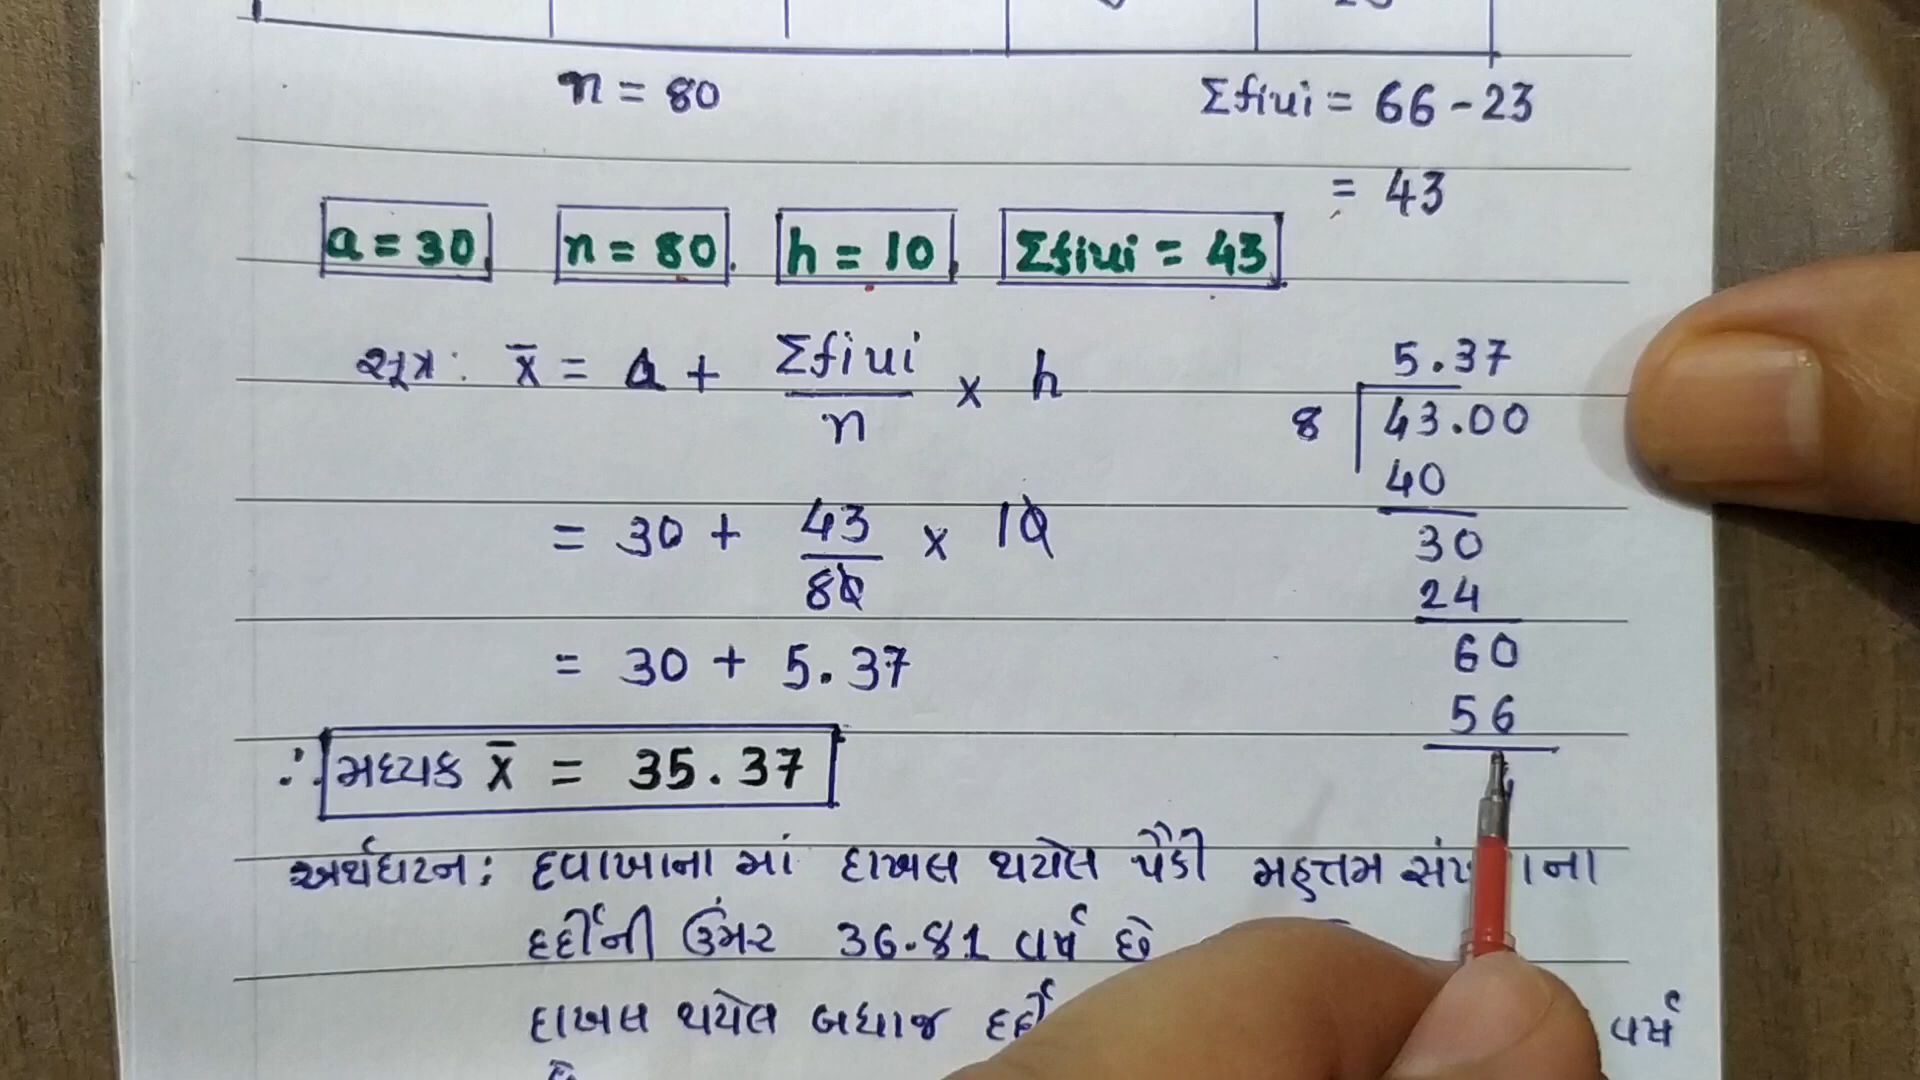 n = 80
Σfiui = 66 - 23
= 43
a = 30
n = 80
h = 10
Σfiui = 43
સૂત્ર : x̄ = a + Σfiui / n × h
= 30 + 43 / 80 × 10
= 30 + 5.37
∴ મધ્યક x̄ = 35.37
5.37
8 43.00
40
30
24
60
56
4
અર્થઘટન : દવાખાના માં દાખલ થયેલ પૈકી મહત્તમ
દર્દીની ઉંમર 36.81 વર્ષ છે
દાખલ થયેલ બધાજ વર્ષ